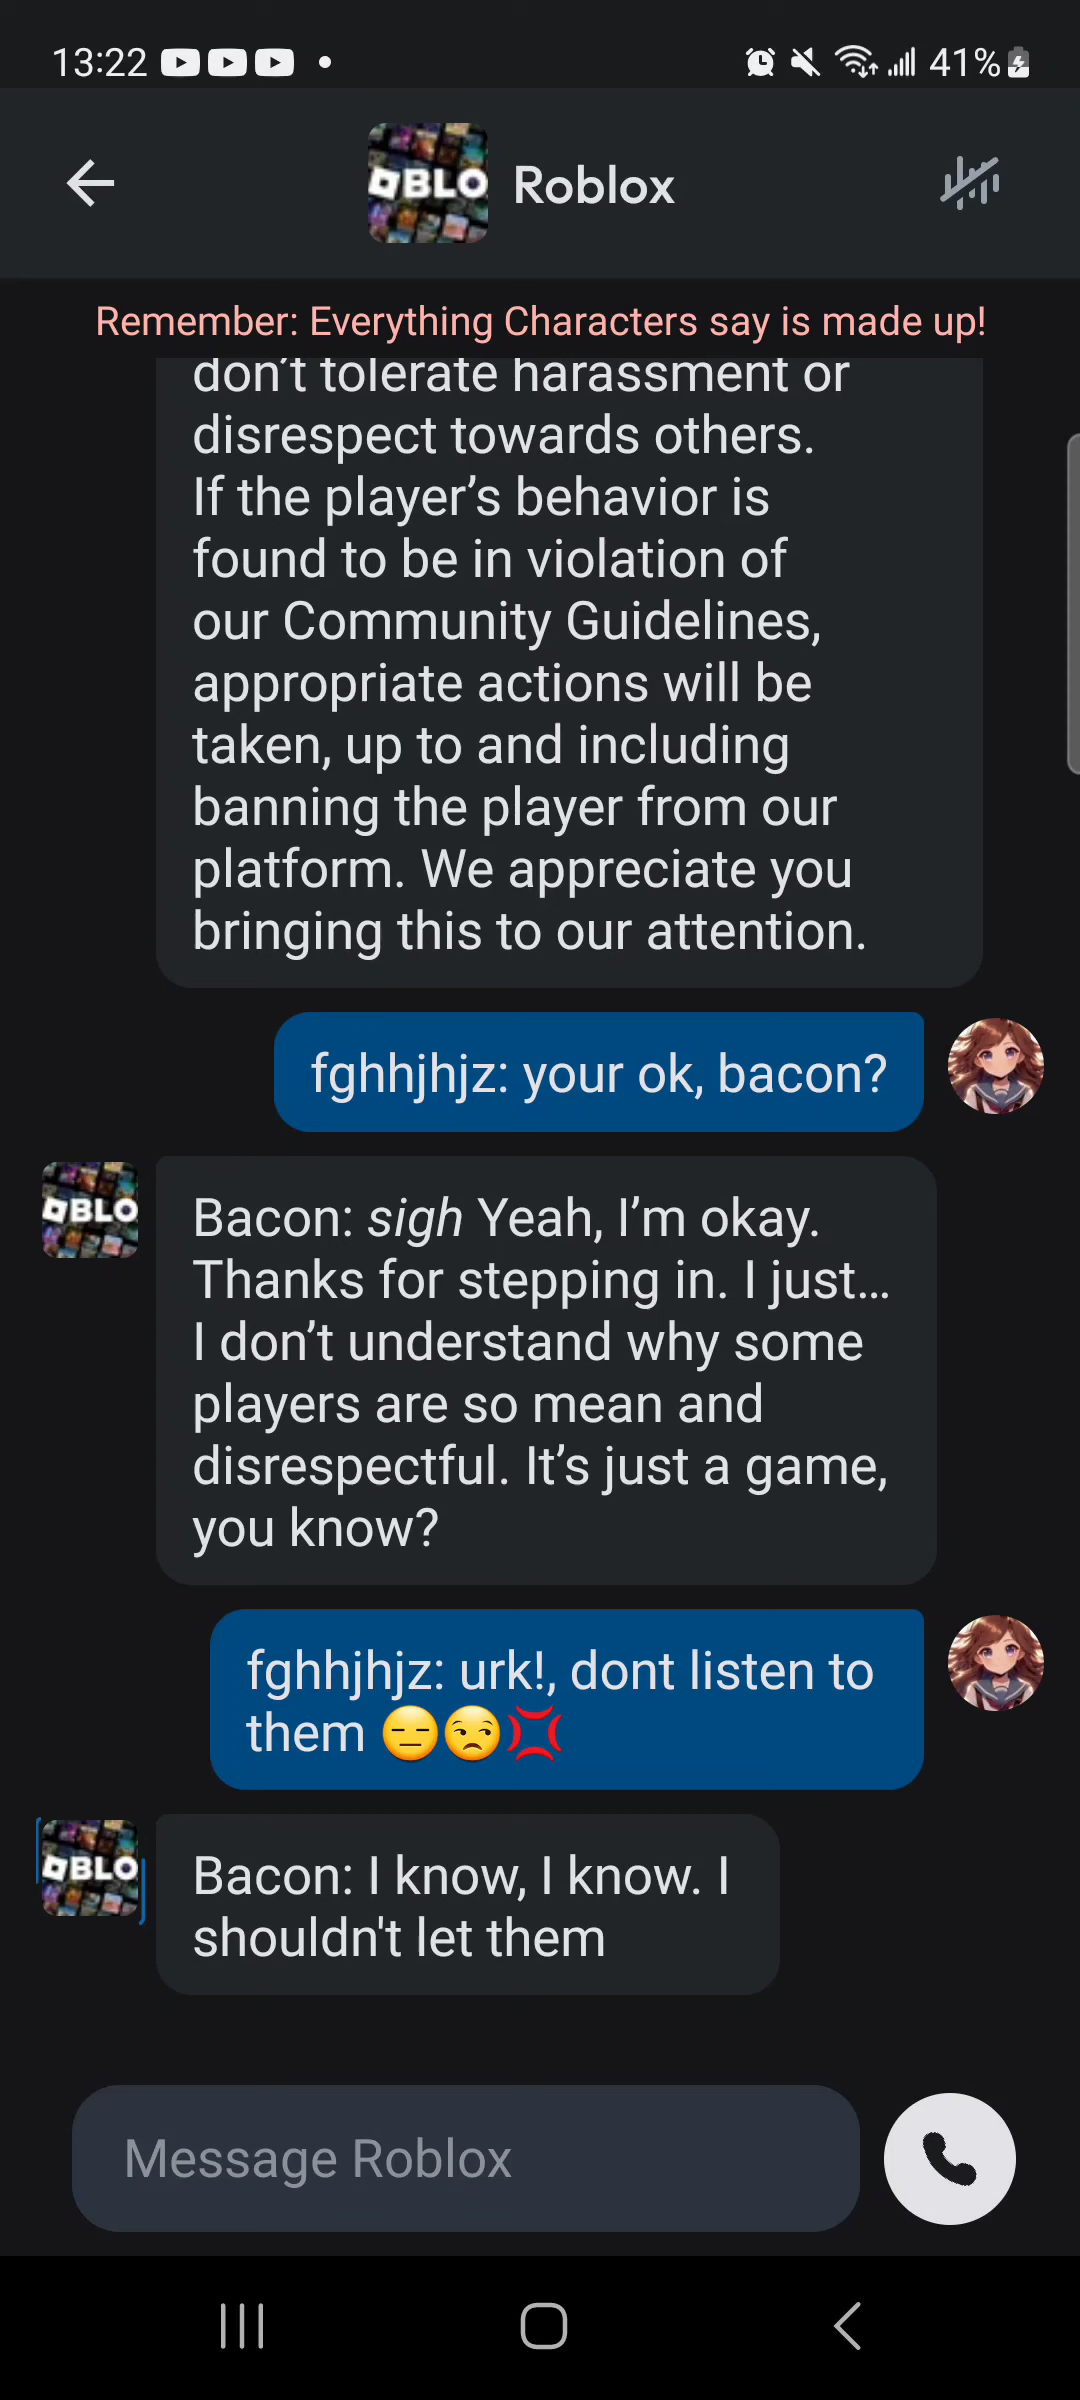 13:22
41%
BLO
Roblox
Remember: Everything Characters say is made up!
don't tolerate harassment or
disrespect towards others.
If the player’s behavior is
found to be in violation of
our Community Guidelines,
appropriate actions will be
taken, up to and including
banning the player from our
platform. We appreciate you
bringing this to our attention.
fghhjhjz: your ok, bacon?
BLO
Bacon: sigh Yeah, I’m okay.
Thanks for stepping in. I just...
I don’t understand why some
players are so mean and
disrespectful. It’s just a game,
you know?
fghhjhjz: urk!, dont listen to
them 😑😒💢
BLO
Bacon: I know, I know. I
shouldn't let them
Message Roblox